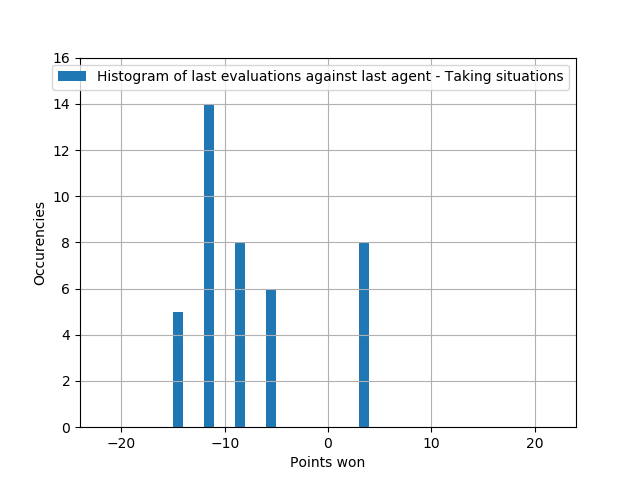 Histogram of last evaluations against last agent - Taking situations
16
14
12
10
8
6
4
2
0
Occurencies
−20 −10 0 10 20
Points won